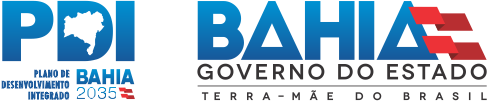 PDI
PLANO DE
DESENVOLVIMENTO
INTEGRADO
BAHIA
2035
BAHIA
GOVERNO DO ESTADO
TERRA-MÃE DO BRASIL